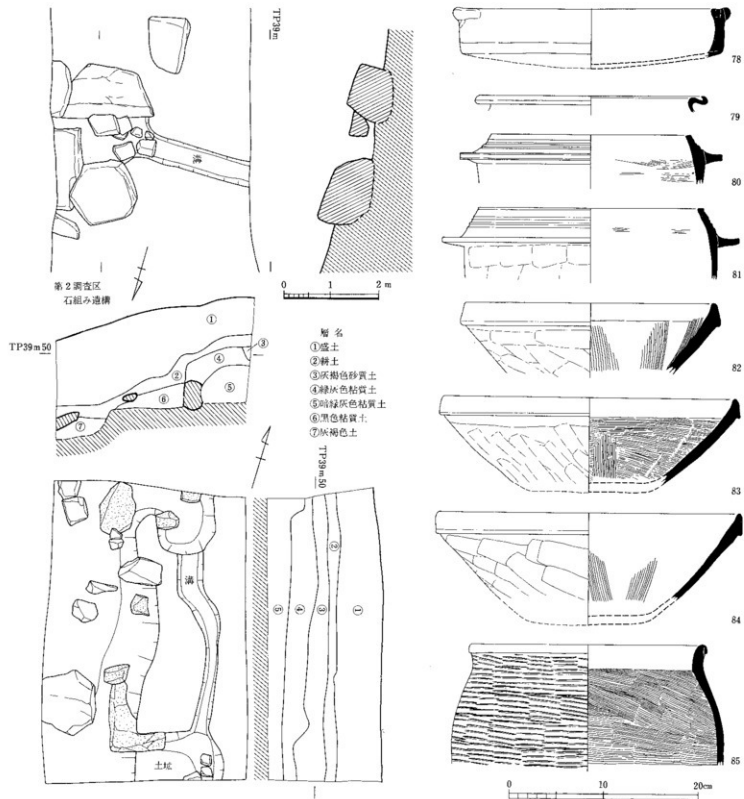 TP39m
溝
第2調査区
石組み遺構
0 1 2 m
TP39m50
① ② ③ ④ ⑤ ⑥ ⑦
層名
①盛土
②耕土
③灰褐色砂質土
④緑灰色粘質土
⑤暗緑灰色粘質土
⑥黒色粘質土
⑦灰褐色土
TP39m50
溝
土址
⑤ ④ ③ ② ①
78
79
80
81
82
83
84
85
0 10 20cm